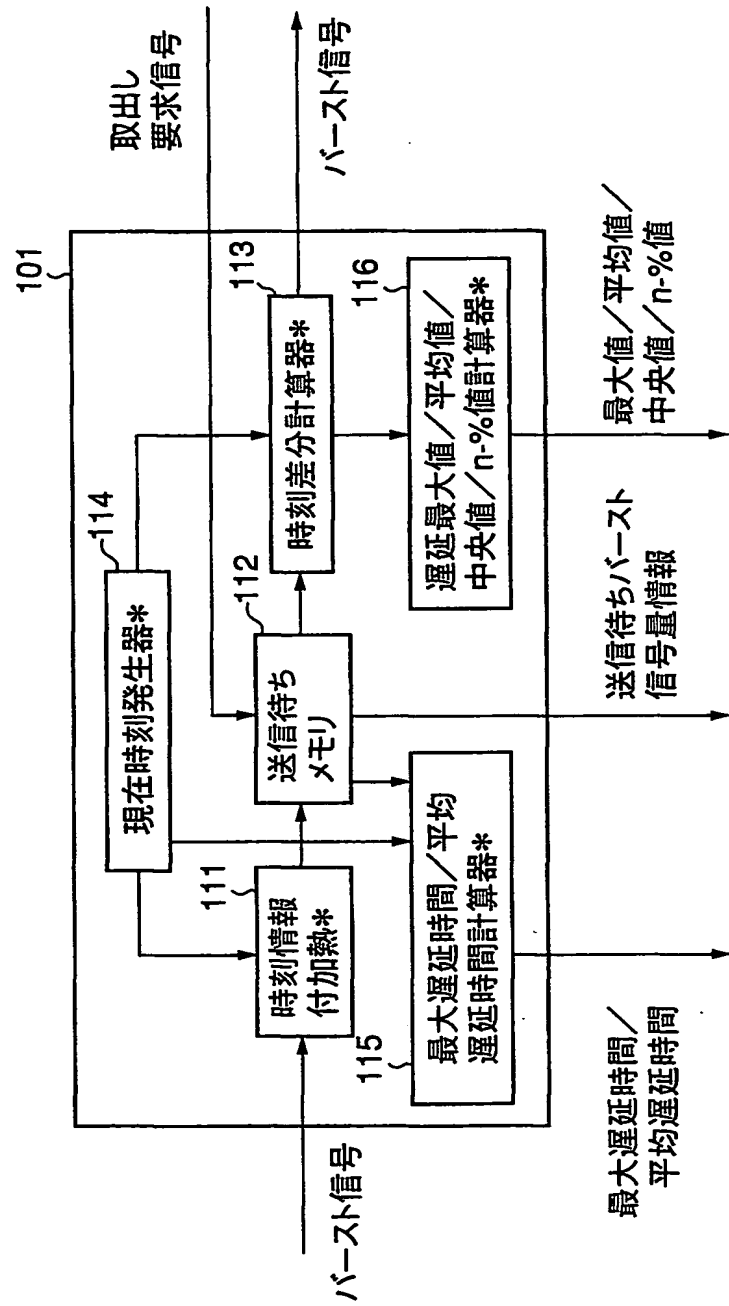 101
取出し
要求信号
114
現在時刻発生器*
バースト信号
111
時刻情報
付加熱*
112
送信待ち
メモリ
113
時刻差分計算器*
バースト信号
115
最大遅延時間/平均
遅延時間計算器*
116
遅延最大値/平均値/
中央値/n-%値計算器*
最大遅延時間/
平均遅延時間
送信待ちバースト
信号量情報
最大値/平均値/
中央値/n-%値